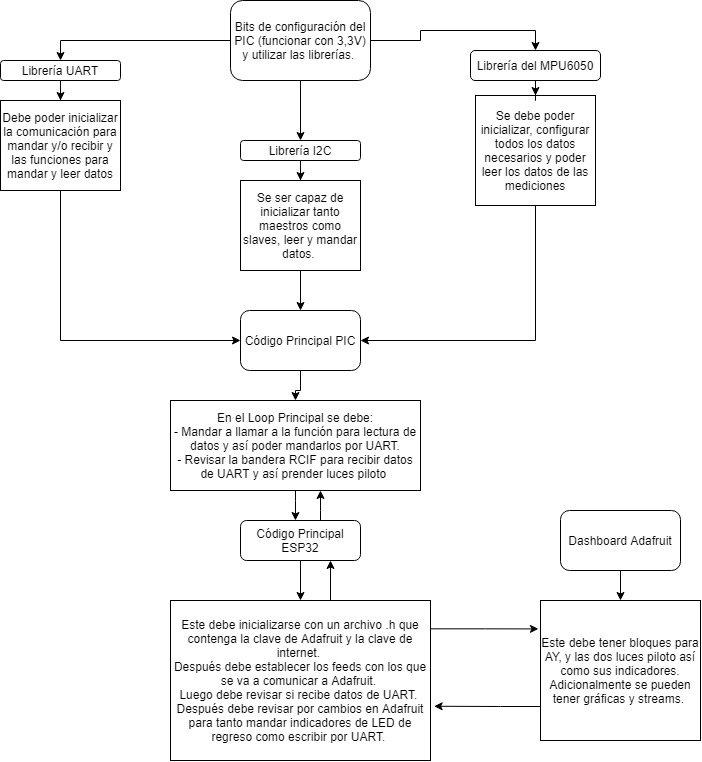 Bits de configuración del
PIC (funcionar con 3,3V)
y utilizar las librerías.
Librería UART
Debe poder inicializar
la comunicación para
mandar y/o recibir y
las funciones para
mandar y leer datos
Librería I2C
Se ser capaz de
inicializar tanto
maestros como
slaves, leer y mandar
datos.
Librería del MPU6050
Se debe poder
inicializar, configurar
todos los datos
necesarios y poder
leer los datos de las
mediciones
Código Principal PIC
En el Loop Principal se debe:
- Mandar a llamar a la función para lectura de
datos y así poder mandarlos por UART.
- Revisar la bandera RCIF para recibir datos
de UART y así prender luces piloto
Código Principal
ESP32
Este debe inicializarse con un archivo .h que
contenga la clave de Adafruit y la clave de
internet.
Después debe establecer los feeds con los que
se va a comunicar a Adafruit.
Luego debe revisar si recibe datos de UART.
Después debe revisar por cambios en Adafruit
para tanto mandar indicadores de LED de
regreso como escribir por UART.
Dashboard Adafruit
Este debe tener bloques para
AY, y las dos luces piloto así
como sus indicadores.
Adicionalmente se pueden
tener gráficas y streams.